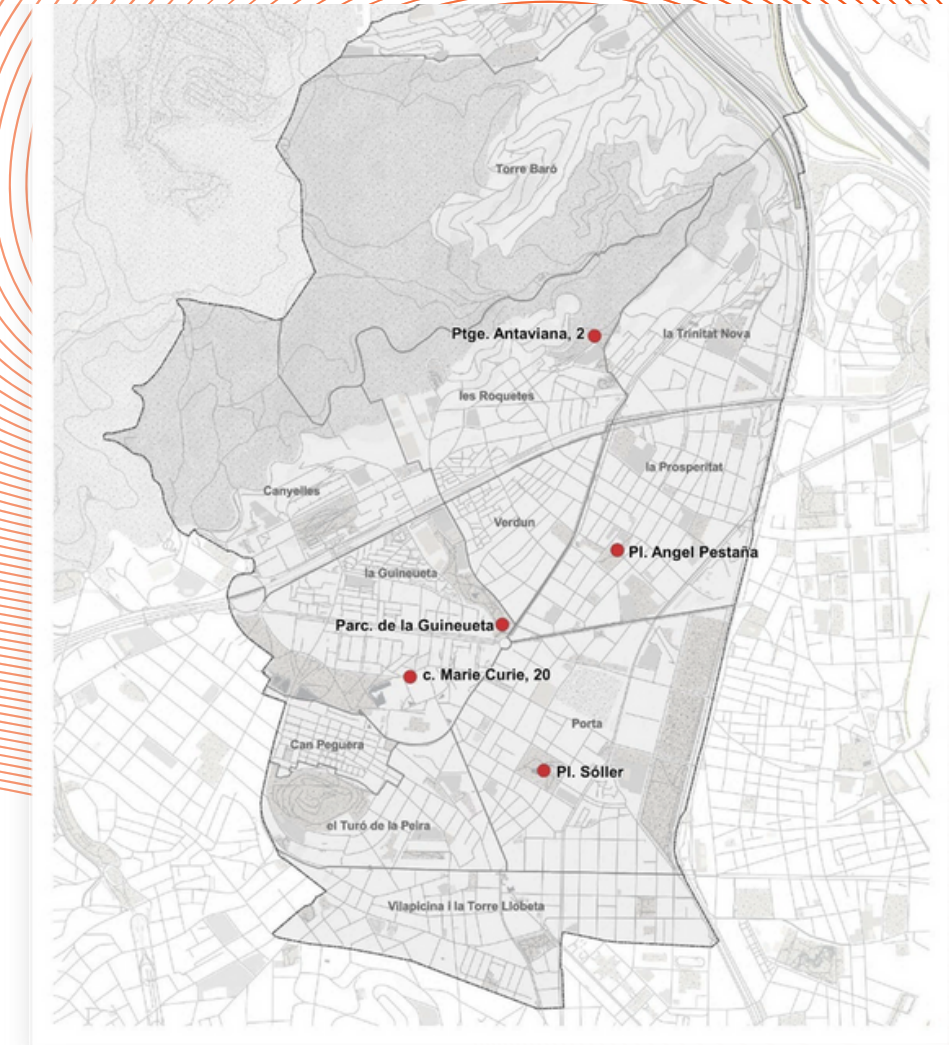 Torre Baró
Ptge. Antaviana, 2
la Trinitat Nova
les Roquetes
la Prosperitat
Canyelles
Verdun
Pl. Angel Pestaña
la Guineueta
Parc. de la Guineueta
c. Marie Curie, 20
Porta
Can Peguera
Pl. Sóller
el Turó de la Peira
Vilapicina i la Torre Llobeta